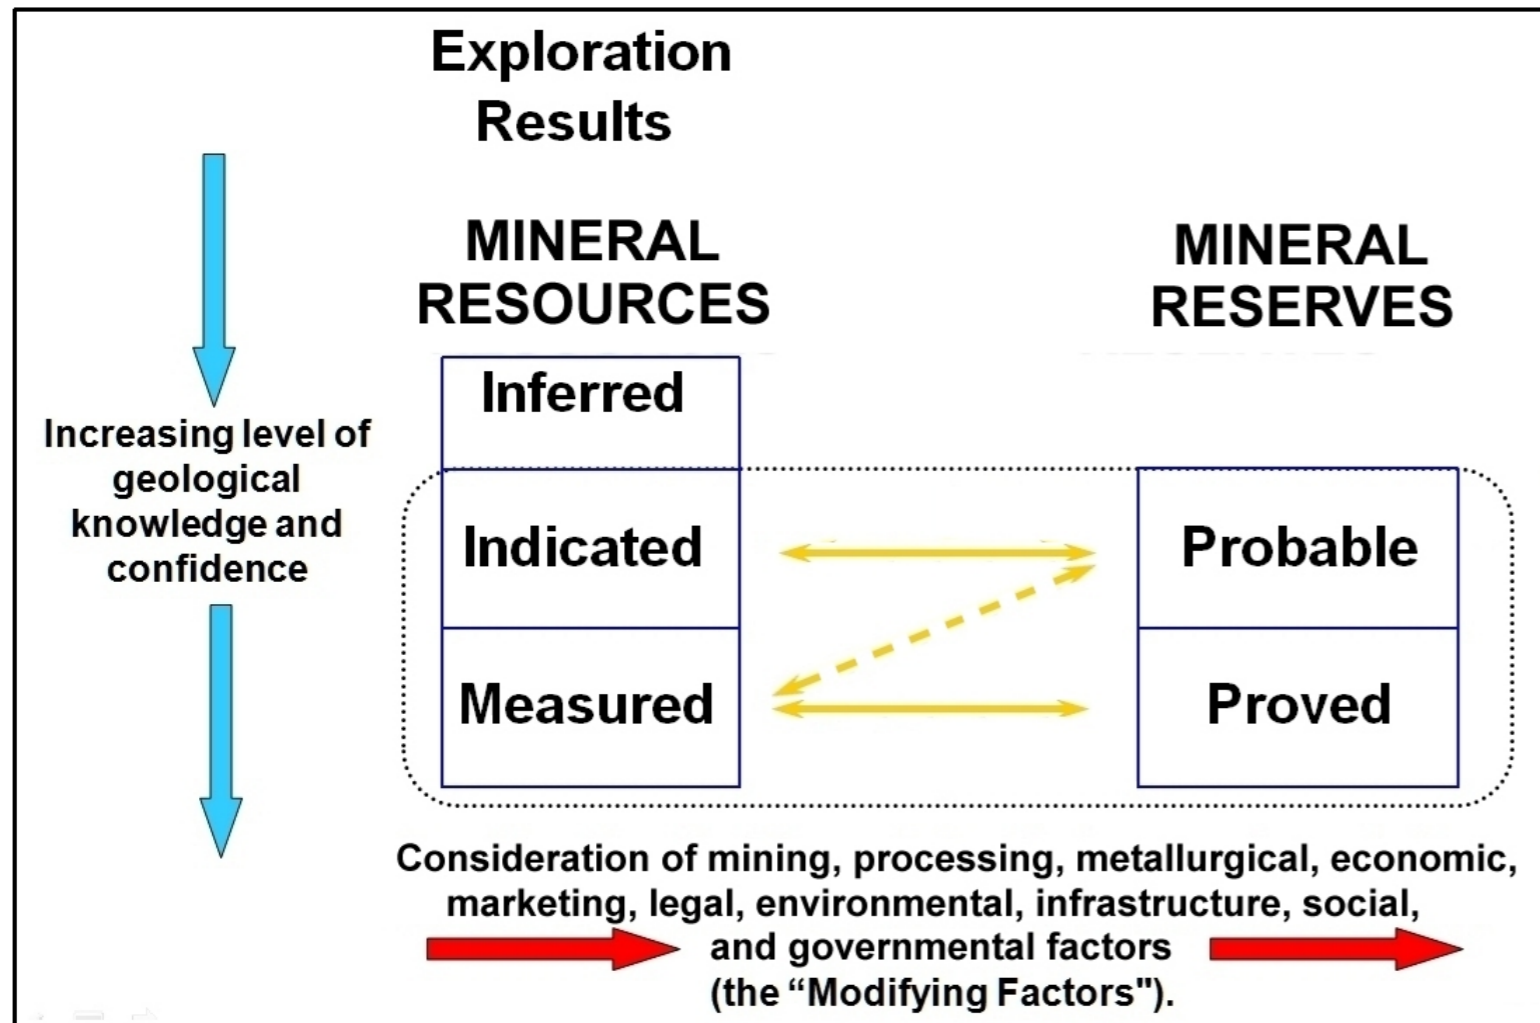 Exploration
Results
MINERAL
RESOURCES
MINERAL
RESERVES
Increasing level of
geological
knowledge and
confidence
Inferred
Indicated
Measured
Probable
Proved
Consideration of mining, processing, metallurgical, economic,
marketing, legal, environmental, infrastructure, social,
and governmental factors
(the “Modifying Factors").